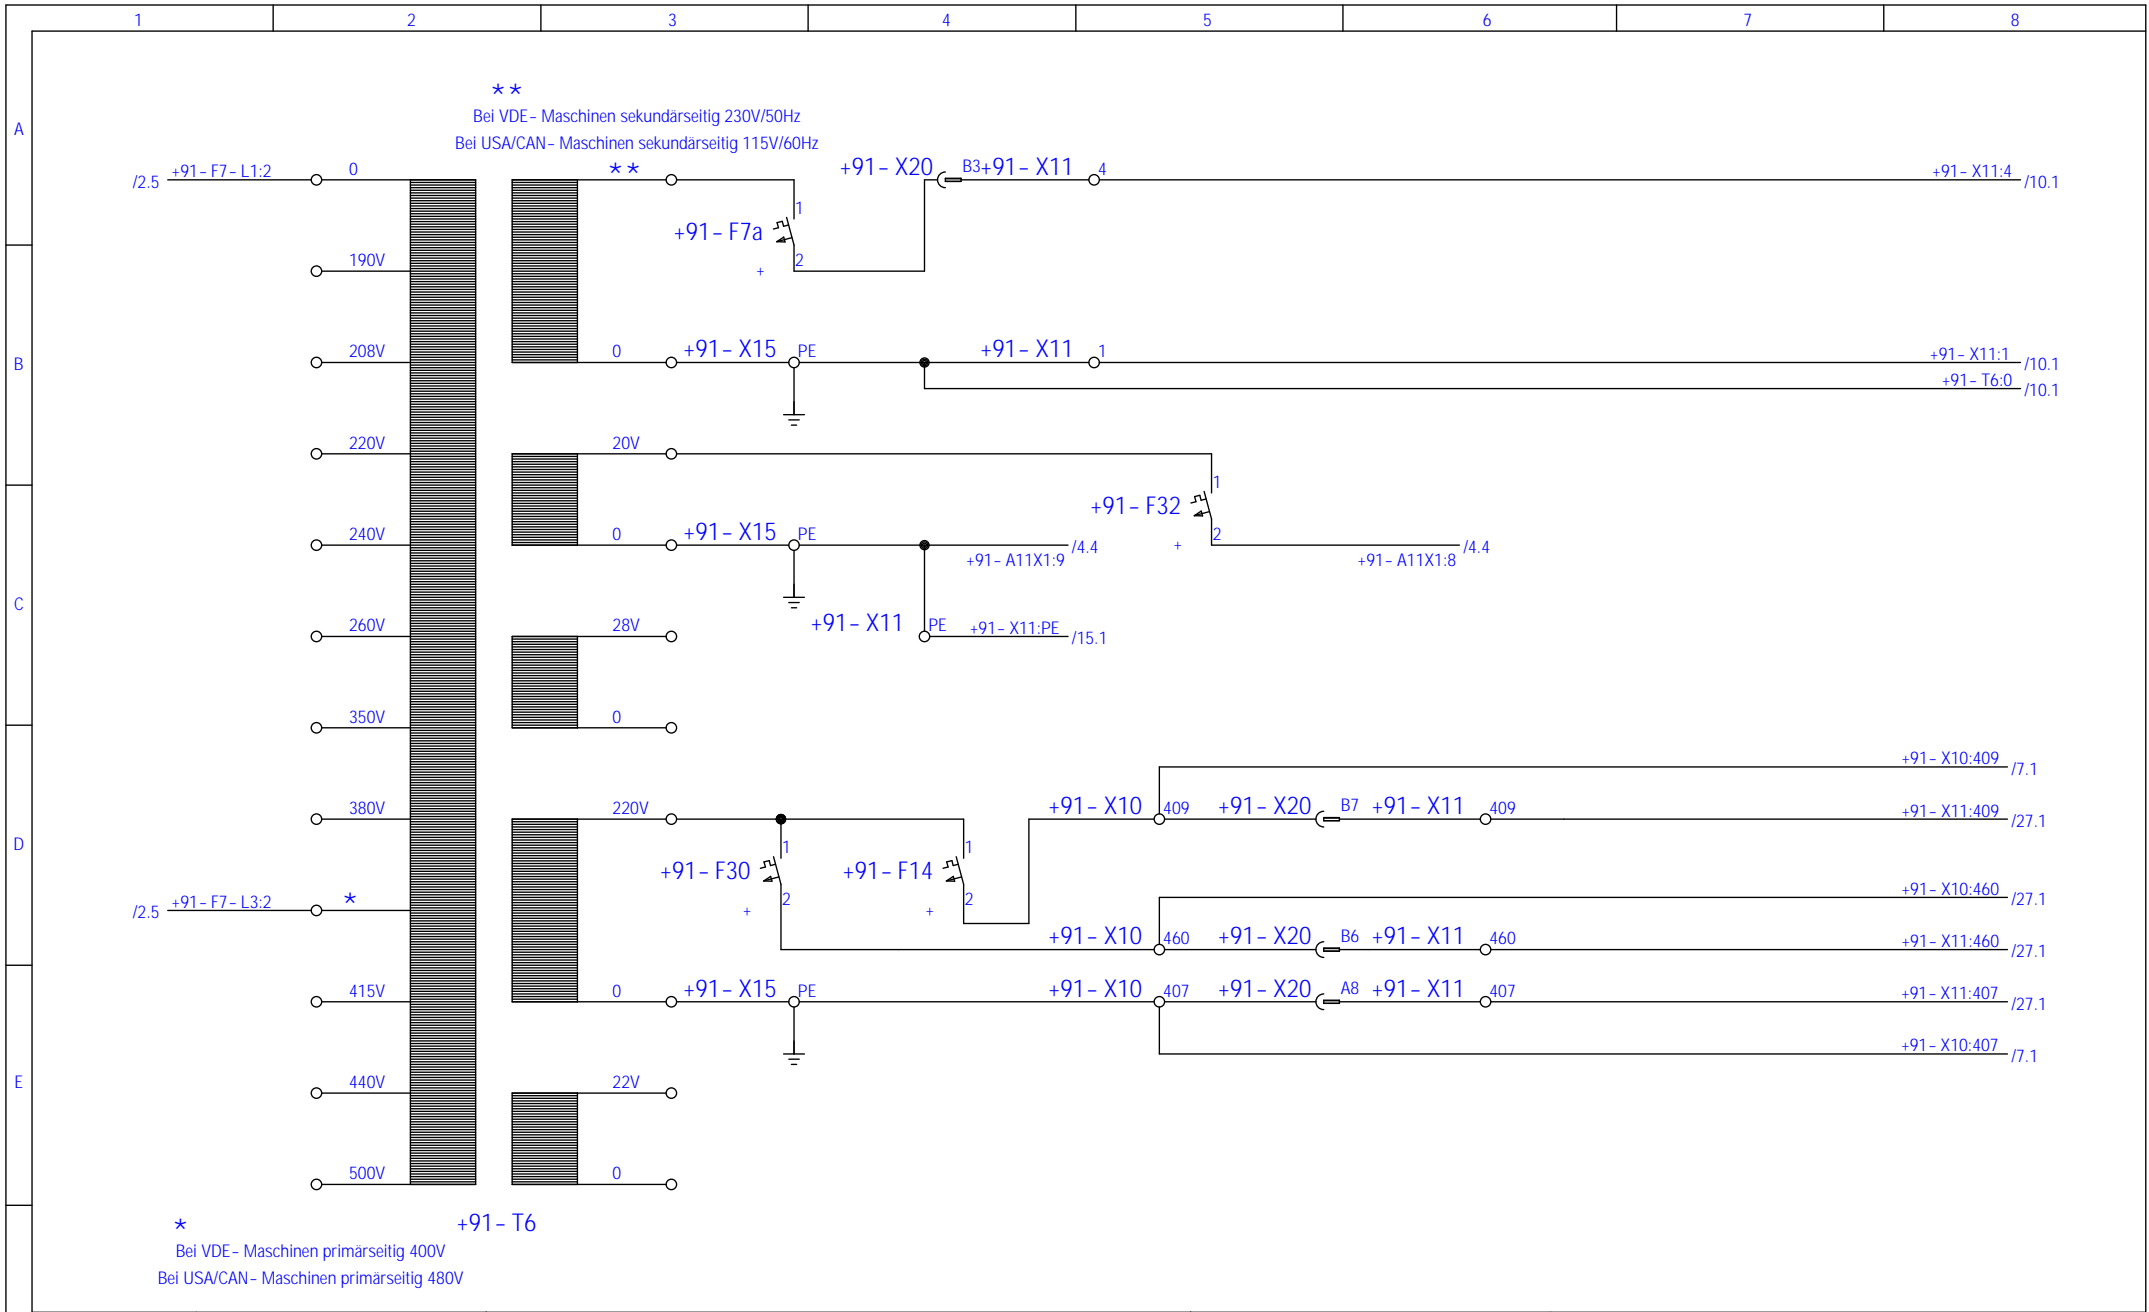 1 2 3 4 5 6 7 8
**
Bei VDE- Maschinen sekundärseitig 230V/50Hz
A
Bei USA/CAN- Maschinen sekundärseitig 115V/60Hz
/2.5 +91- F7- L1:2 0 ** +91- X20 B3 +91- X11 4 +91- X11:4 /10.1
1
+91- F7a
190V + 2
208V 0 +91- X15 PE +91- X11 1 +91- X11:1 /10.1
B
+91- T6:0 /10.1
220V 20V
1
+91- F32
240V 0 +91- X15 PE + 2
+91- A11X1:9 /4.4 +91- A11X1:8 /4.4
C
260V 28V +91- X11 PE +91- X11:PE /15.1
350V 0
+91- X10:409 /7.1
380V 220V +91- X10 409 +91- X20 B7 +91- X11 409 +91- X11:409 /27.1
D
1 1
+91- F30 +91- F14
+91- X10:460 /27.1
/2.5 +91- F7- L3:2 * + 2 + 2
+91- X10 460 +91- X20 B6 +91- X11 460 +91- X11:460 /27.1
415V 0 +91- X15 PE +91- X10 407 +91- X20 A8 +91- X11 407 +91- X11:407 /27.1
+91- X10:407 /7.1
E
440V 22V
500V 0
* +91- T6
Bei VDE- Maschinen primärseitig 400V
Bei USA/CAN- Maschinen primärseitig 480V